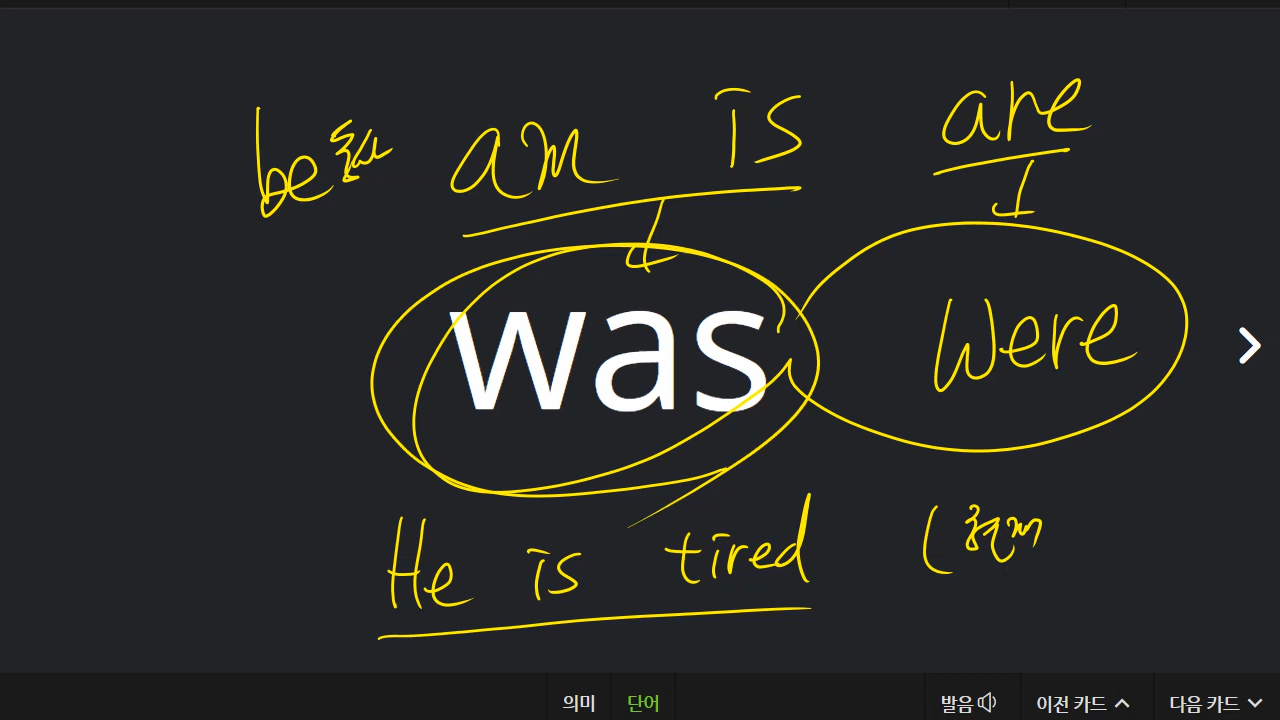 be동사 am is are
was were
He is tired (현재
의미 단어 발음 이전 카드 다음 카드